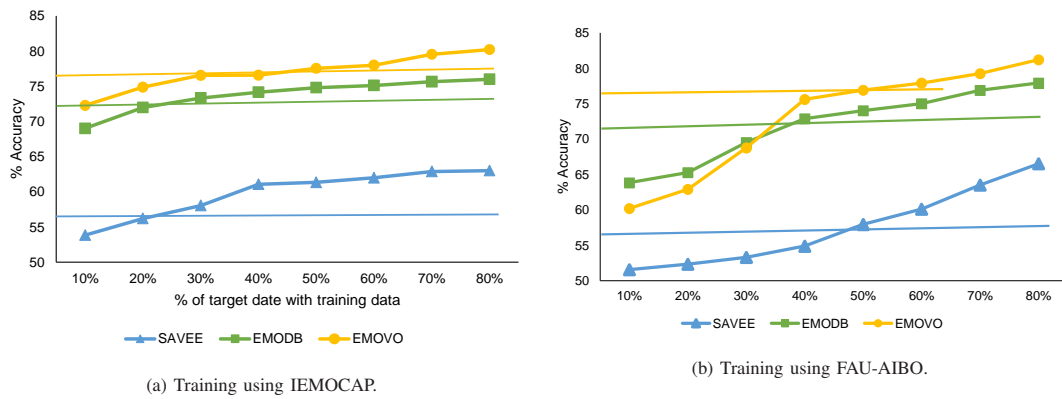 85
80
75
70
65
60
55
50
% Accuracy
10% 20% 30% 40% 50% 60% 70% 80%
% of target date with training data
SAVEE EMODB EMOVO
(a) Training using IEMOCAP.
85
80
75
70
65
60
55
50
% Accuracy
10% 20% 30% 40% 50% 60% 70% 80%
SAVEE EMODB EMOVO
(b) Training using FAU-AIBO.